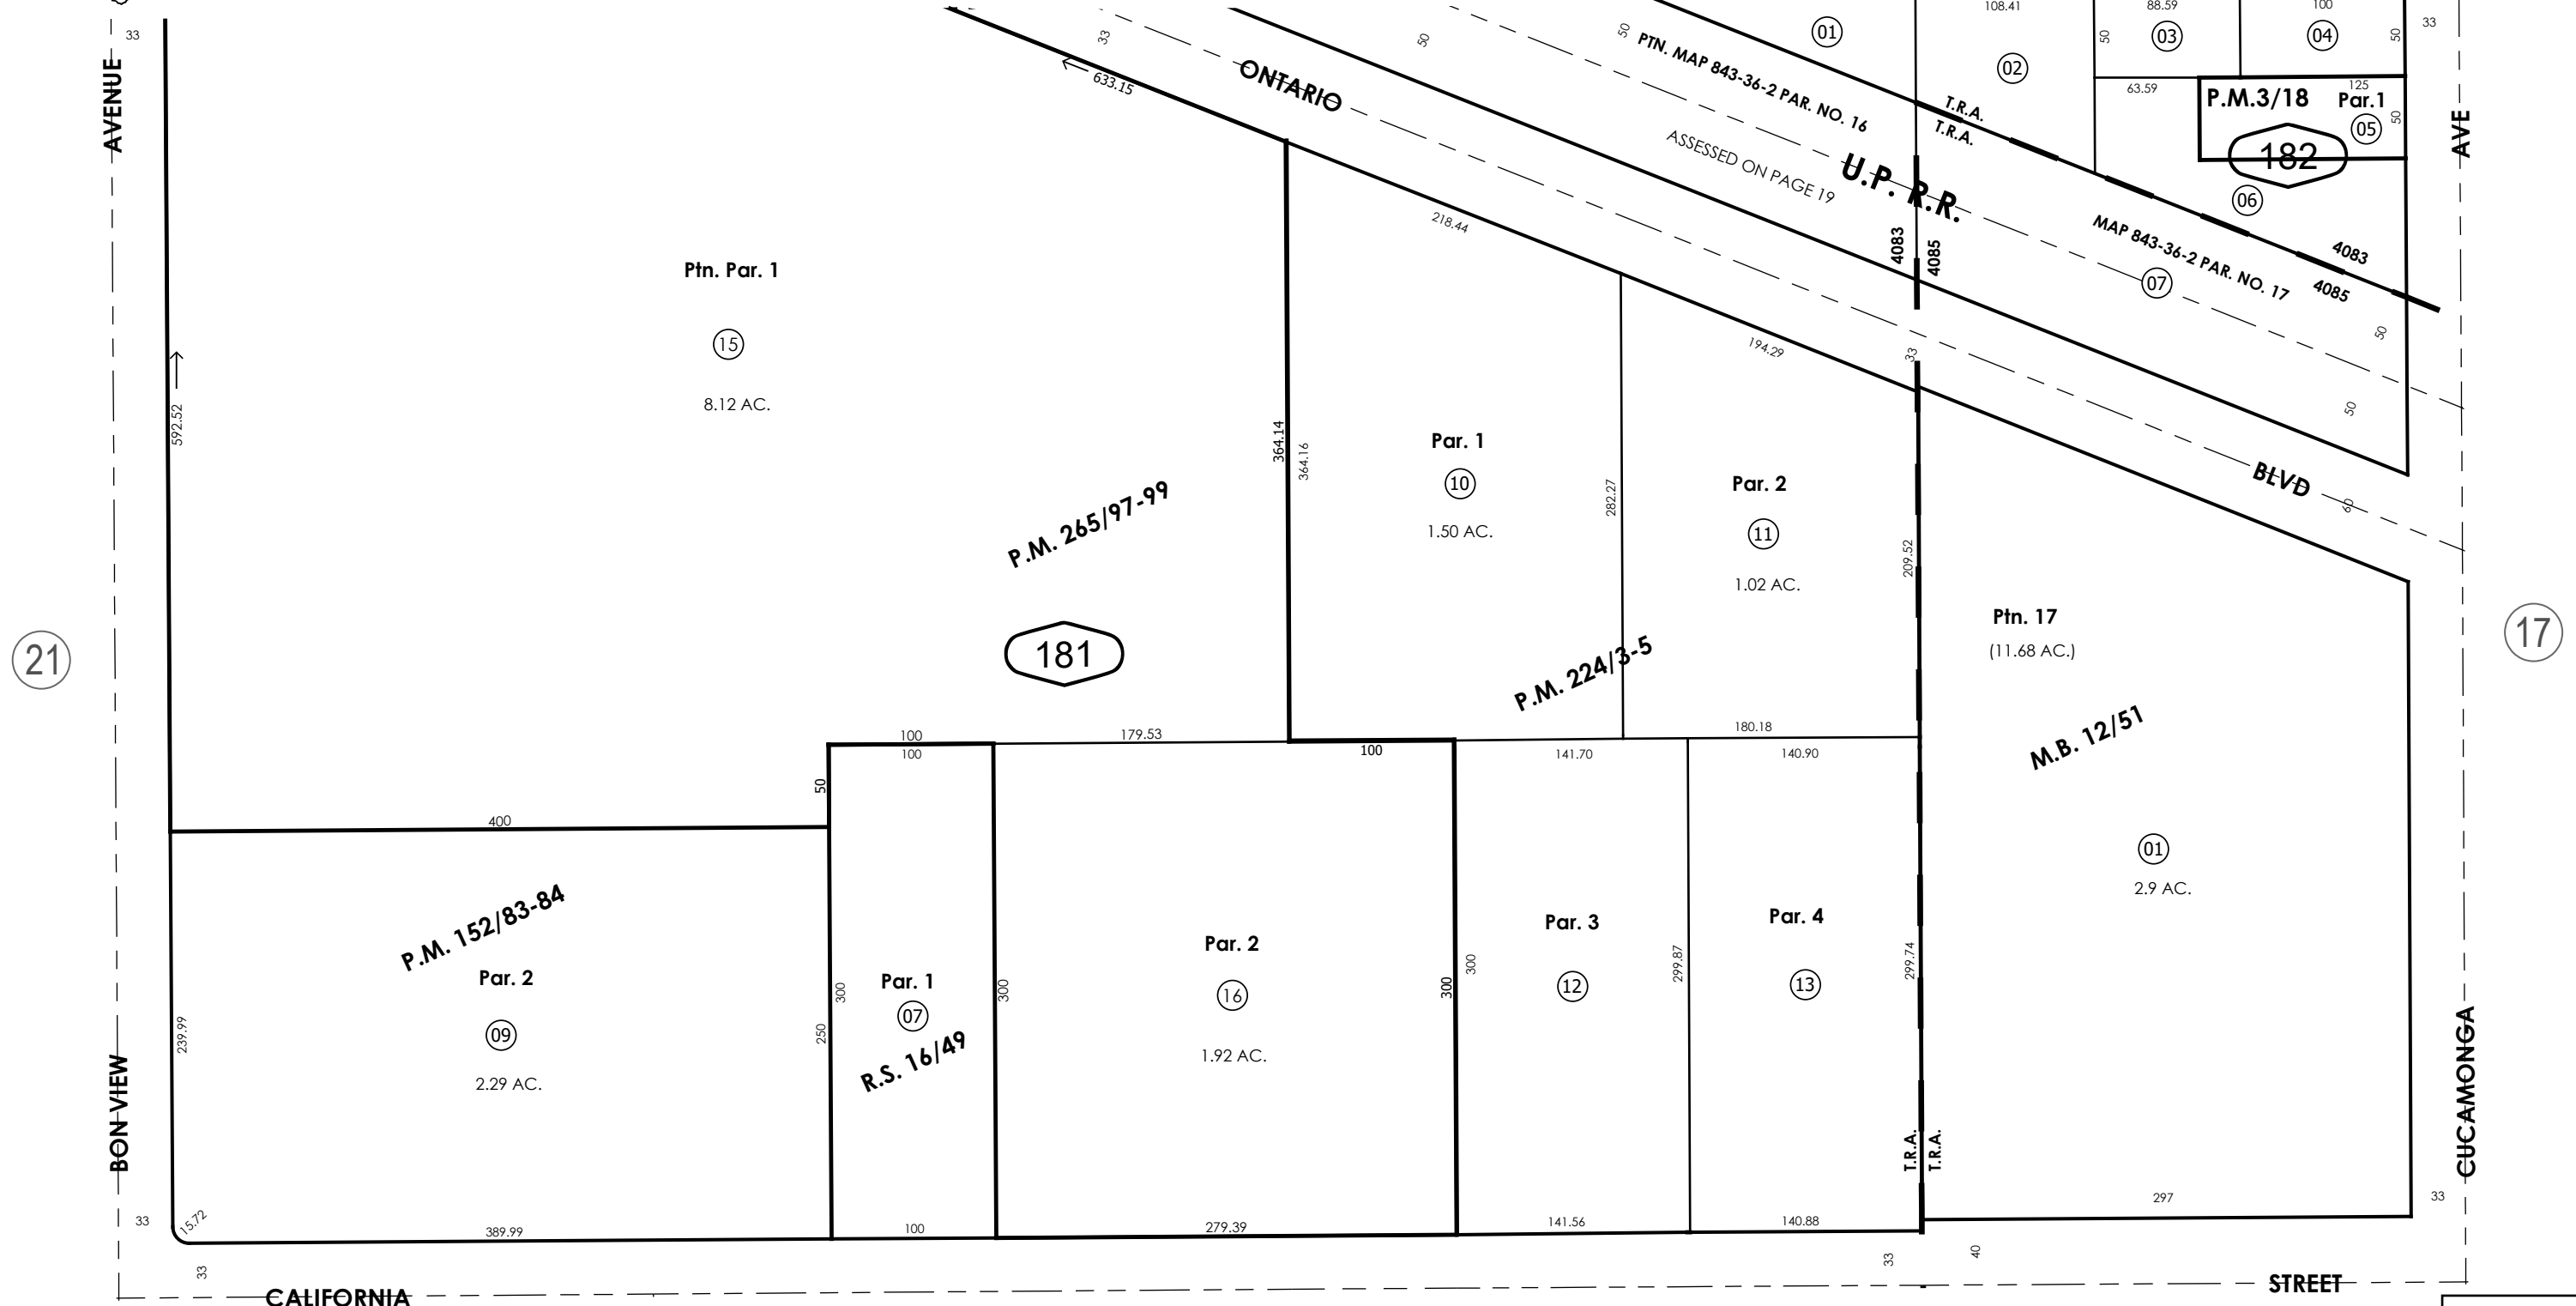 108.41
88.59
100
33
33
AVENUE
33
50
50
01
02
50
03
04
50
33
ONTARIO
633.15
PTN. MAP 843-36-2 PAR. NO. 16
ASSESSED ON PAGE 19
U.P. R.R.
T.R.A.
T.R.A.
63.59
125
P.M.3/18
Par.1
05
50
182
AVE
06
218.44
4083
4085
MAP 843-36-2 PAR. NO. 17
07
4083
4085
50
50
Ptn. Par. 1
15
8.12 AC.
592.52
194.29
33
364.14
364.16
Par. 1
10
1.50 AC.
282.27
Par. 2
11
1.02 AC.
209.52
BLVD
60
P.M. 265/97-99
181
P.M. 224/3-5
Ptn. 17
(11.68 AC.)
M.B. 12/51
21
17
100
100
179.53
100
141.70
180.18
140.90
50
400
01
2.9 AC.
P.M. 152/83-84
Par. 2
09
2.29 AC.
239.99
250
300
Par. 1
07
R.S. 16/49
300
Par. 2
16
1.92 AC.
300
300
Par. 3
12
299.87
Par. 4
13
299.74
T.R.A.
T.R.A.
BON VIEW
CUCAMONGA
33
15.72
389.99
100
279.39
141.56
140.88
297
33
33
33
40
CALIFORNIA
STREET